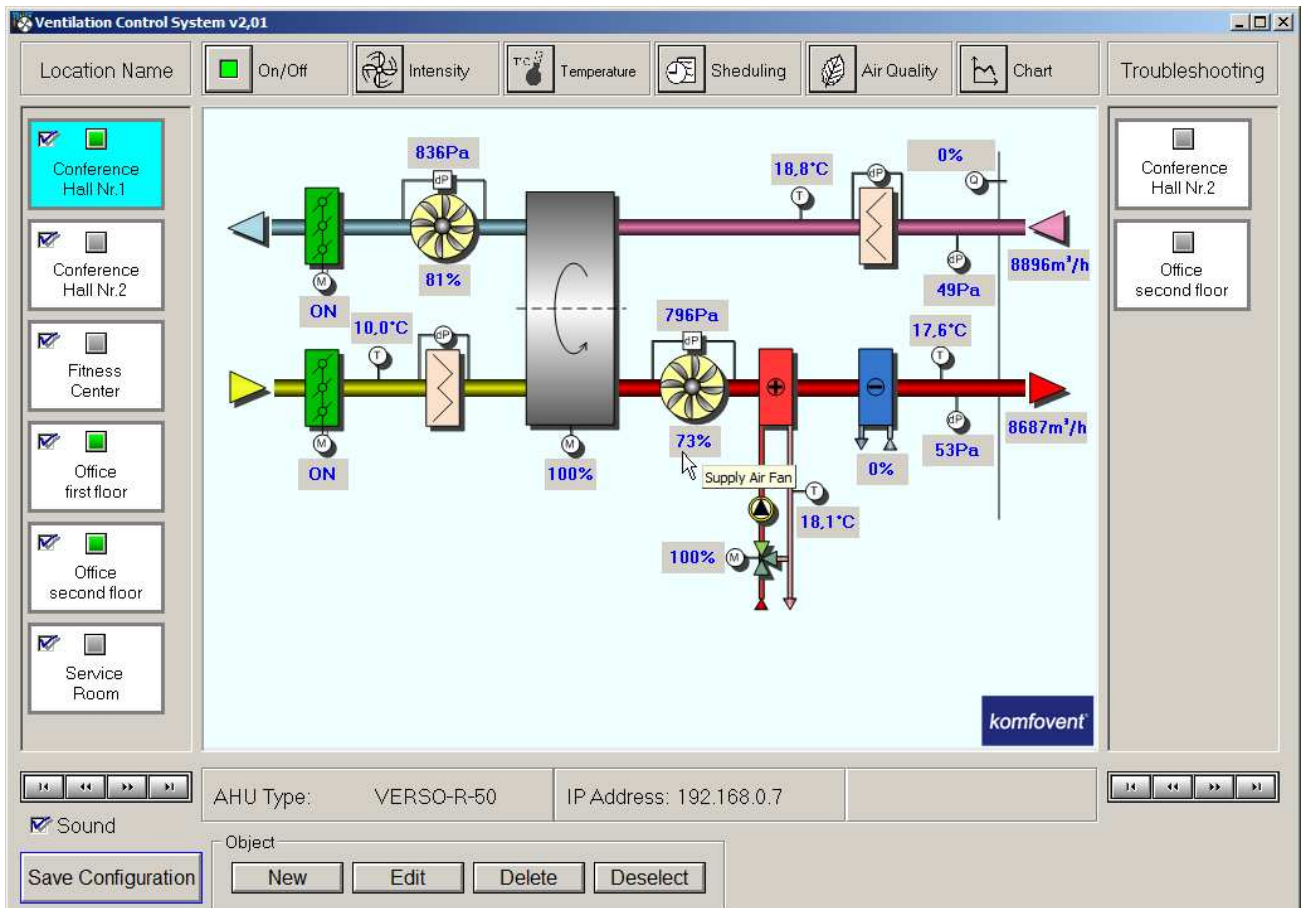 Ventilation Control System v2,01
Location Name
On/Off
Intensity
Temperature
Sheduling
Air Quality
Chart
Troubleshooting
Conference
Hall Nr.1
Conference
Hall Nr.2
Fitness
Center
Office
first floor
Office
second floor
Service
Room
836Pa
dP
81%
M
ON
18,8°C
T
dP
0%
Q
dP
49Pa
8896m³/h
10,0°C
T
dP
M
ON
M
100%
796Pa
dP
73%
Supply Air Fan
17,6°C
T
dP
53Pa
8687m³/h
0%
T
18,1°C
100%
M
komfovent
Conference
Hall Nr.2
Office
second floor
AHU Type: VERSO-R-50
IP Address: 192.168.0.7
Sound
Save Configuration
Object
New
Edit
Delete
Deselect